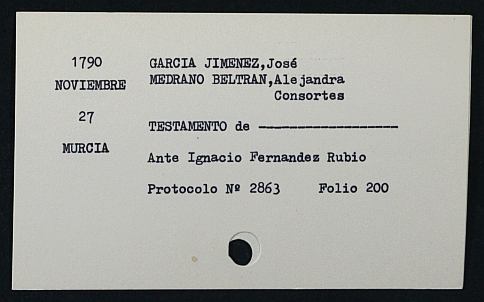 1790 GARCIA JIMENEZ,José
NOVIEMBRE MEDRANO BELTRAN,Alejandra
Consortes
27
TESTAMENTO de -------------------
MURCIA
Ante Ignacio Fernandez Rubio
Protocolo Nº 2863 Folio 200